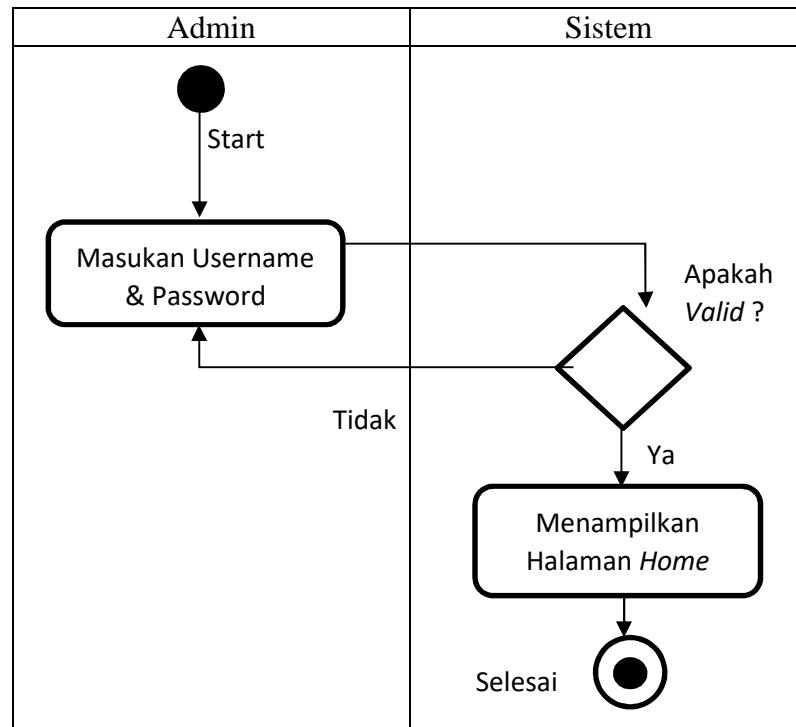 Admin
Sistem
Start
Masukan Username
& Password
Apakah
Valid ?
Tidak
Ya
Menampilkan
Halaman Home
Selesai